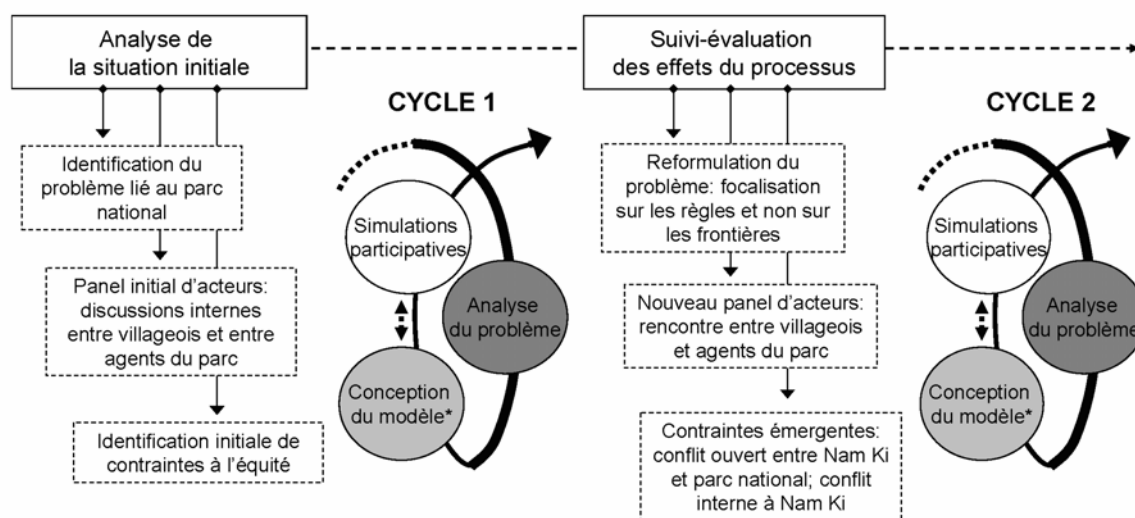 Analyse de
la situation initiale
Identification du
problème lié au parc
national
Panel initial d'acteurs:
discussions internes
entre villageois et entre
agents du parc
Identification initiale de
contraintes à l'équité
CYCLE 1
Simulations
participatives
Analyse
du problème
Conception
du modèle*
Suivi-évaluation
des effets du processus
Reformulation du
problème: focalisation
sur les règles et non sur
les frontières
Nouveau panel d'acteurs:
rencontre entre villageois
et agents du parc
Contraintes émergentes:
conflit ouvert entre Nam Ki
et parc national; conflit
interne à Nam Ki
CYCLE 2
Simulations
participatives
Analyse
du problème
Conception
du modèle*